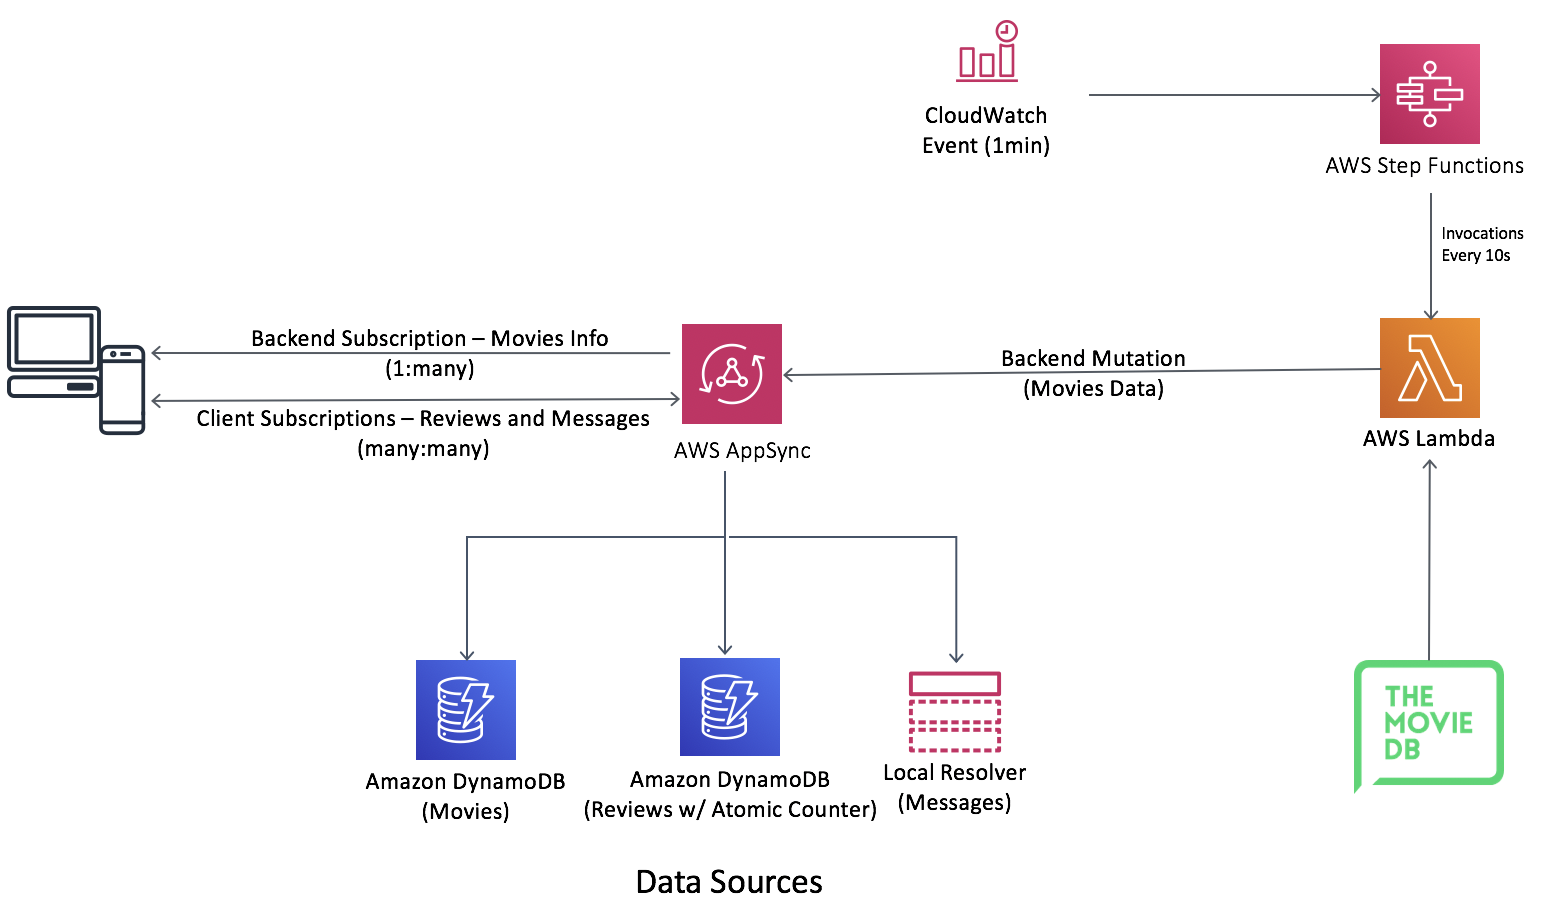 CloudWatch
Event (1min)
AWS Step Functions
Invocations
Every 10s
Backend Subscription – Movies Info
(1:many)
Client Subscriptions – Reviews and Messages
(many:many)
AWS AppSync
Backend Mutation
(Movies Data)
AWS Lambda
THE
MOVIE
DB
Amazon DynamoDB
(Movies)
Amazon DynamoDB
(Reviews w/ Atomic Counter)
Local Resolver
(Messages)
Data Sources